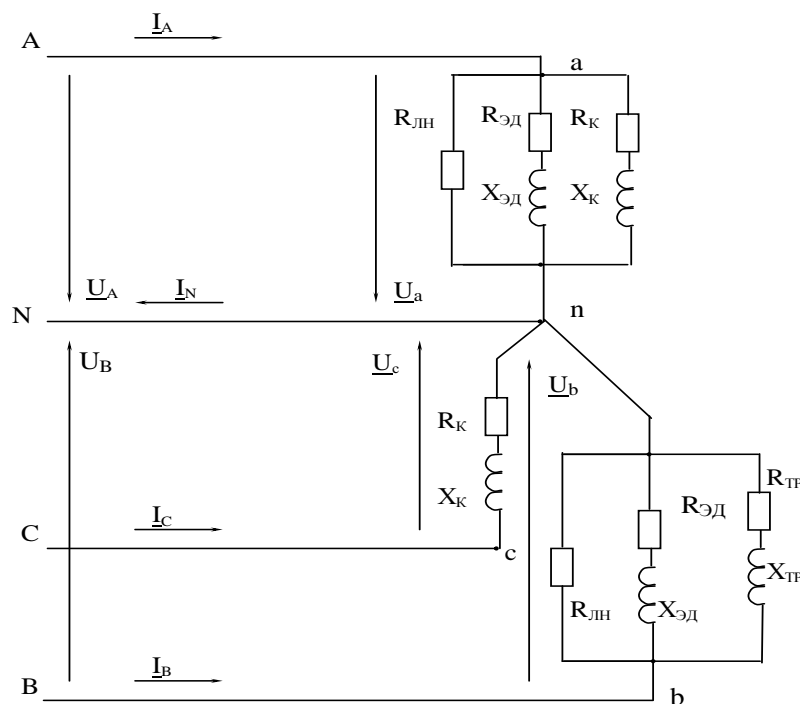 I_A
A
a
R_ЛН
R_ЭД
R_К
X_ЭД
X_К
U_A
I_N
U_a
N
n
U_B
U_c
U_b
R_К
X_К
R_ТР
R_ЭД
I_C
C
c
X_ТР
R_ЛН
X_ЭД
I_B
B
b